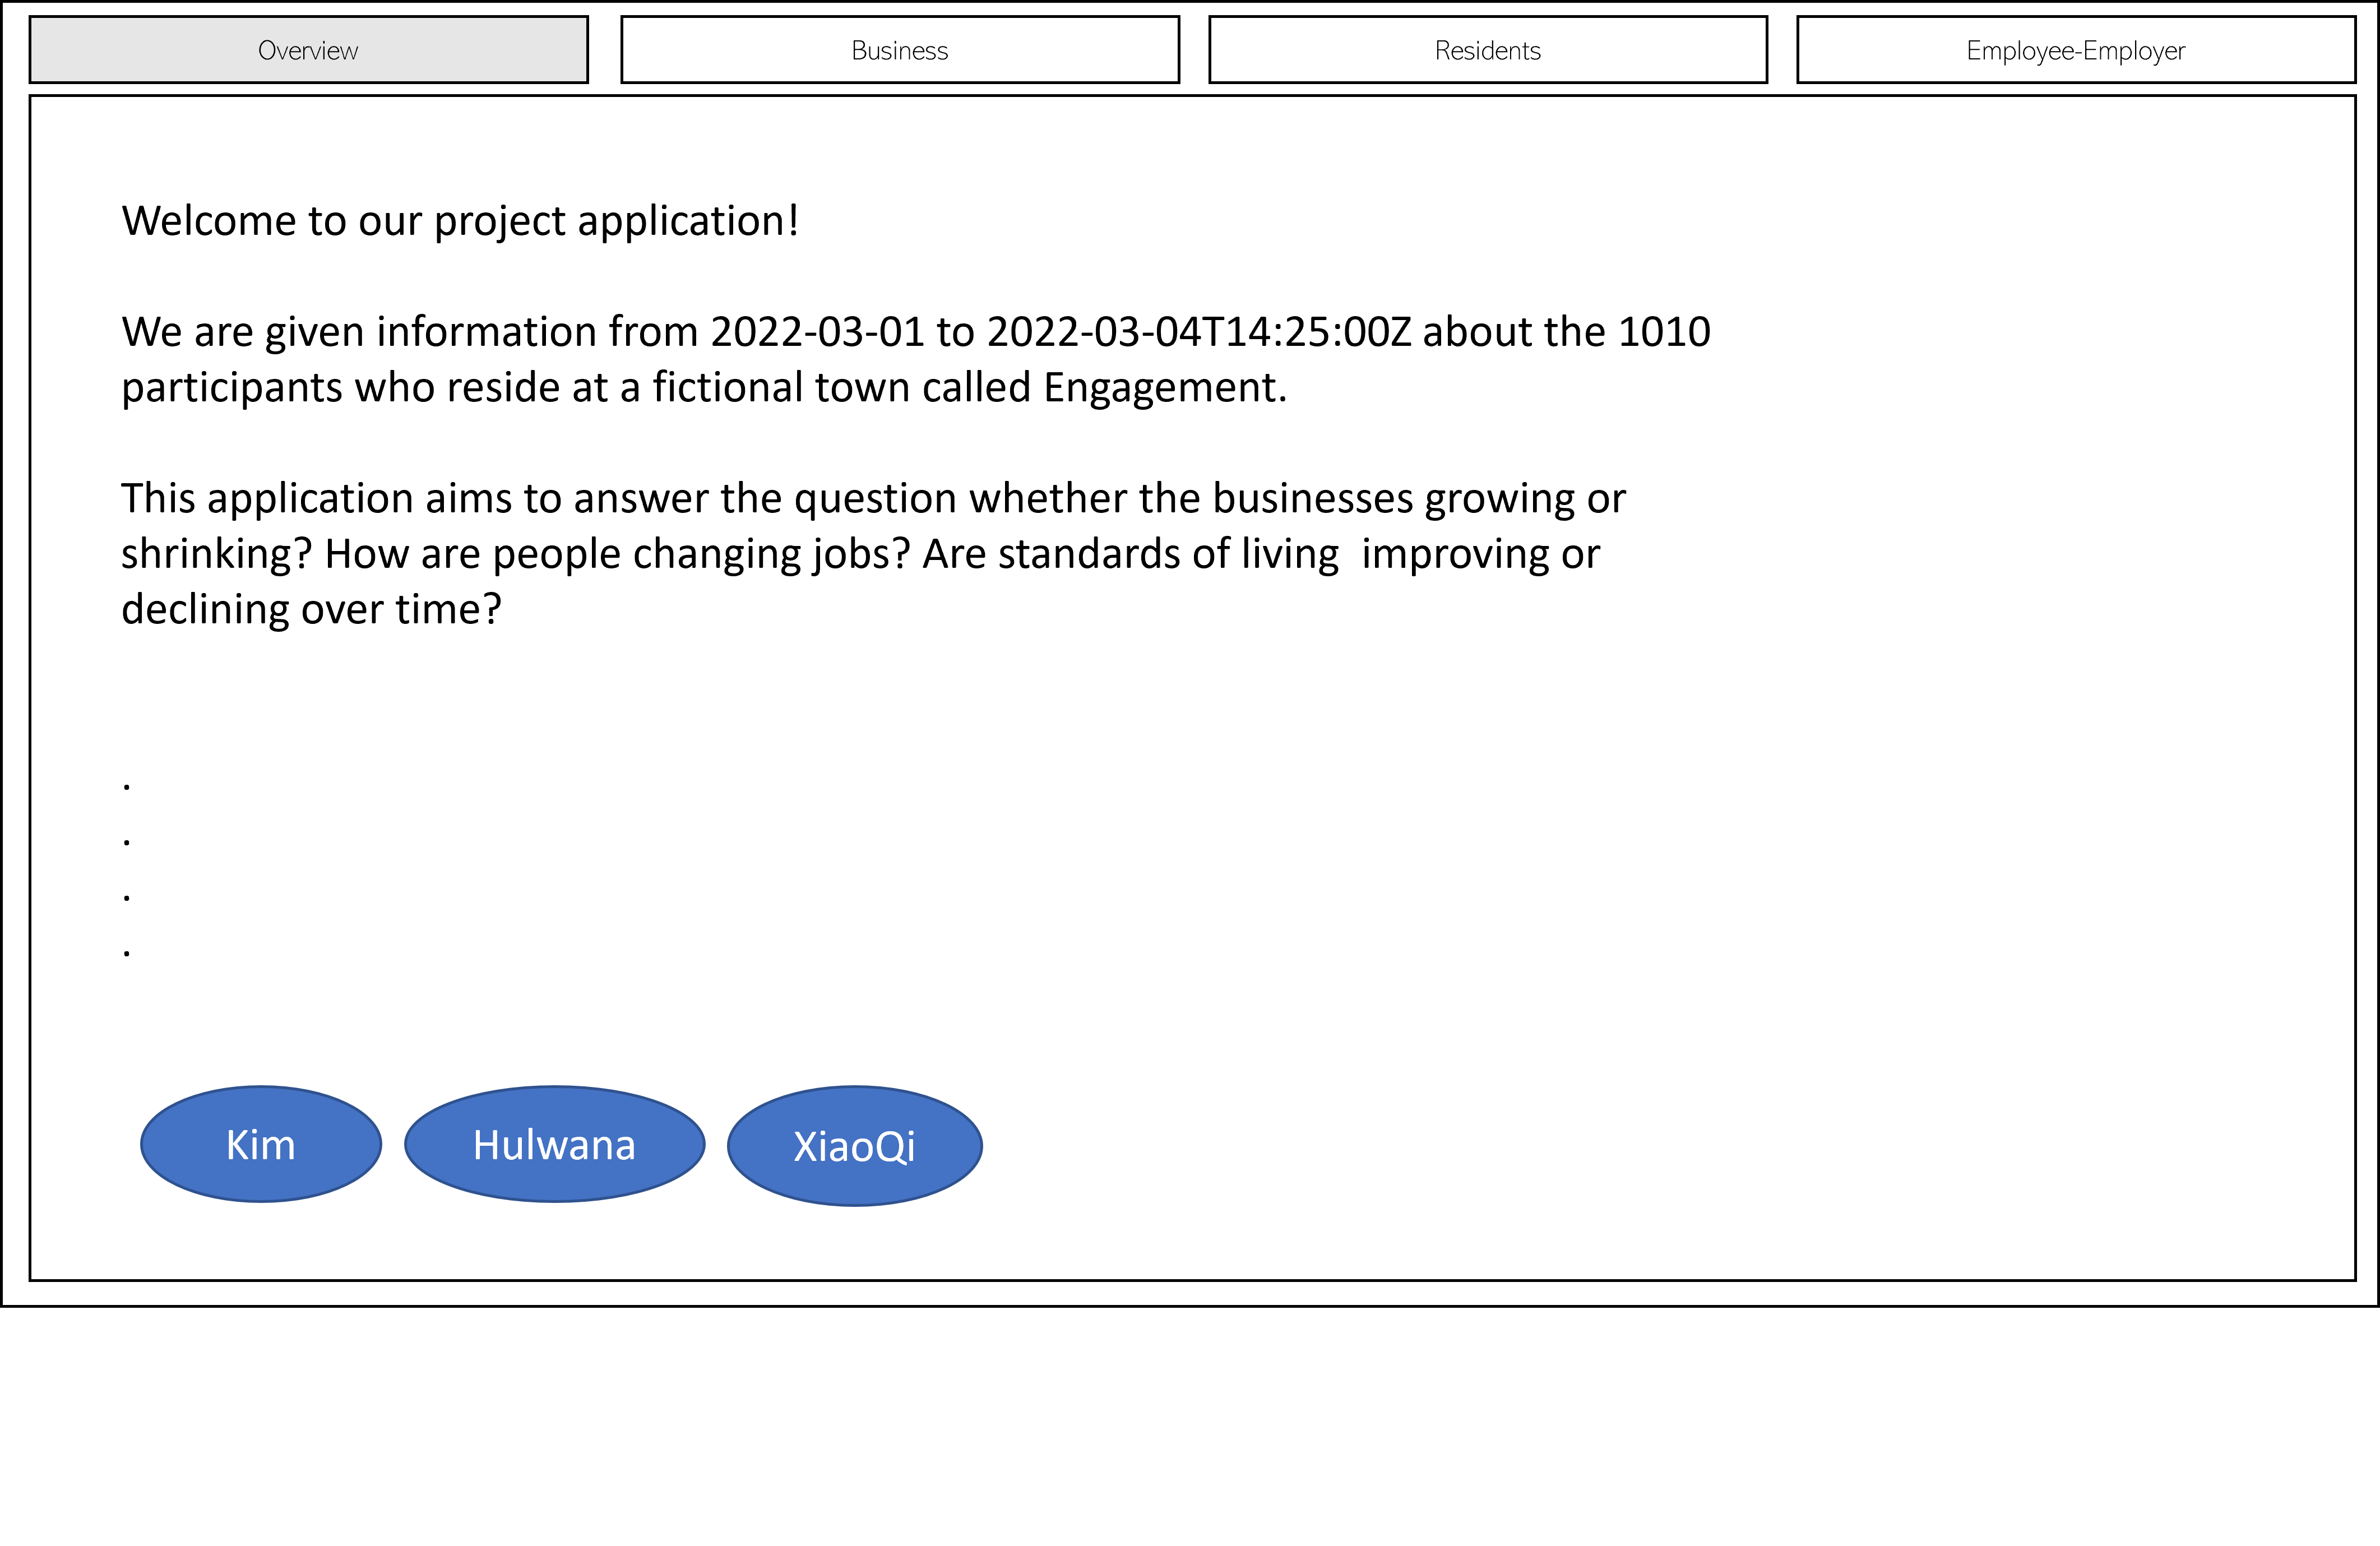 Overview
Business
Residents
Employee-Employer
Welcome to our project application!
We are given information from 2022-03-01 to 2022-03-04T14:25:00Z about the 1010
participants who reside at a fictional town called Engagement.
This application aims to answer the question whether the businesses growing or
shrinking? How are people changing jobs? Are standards of living  improving or
declining over time?
.
.
.
.
Kim
Hulwana
XiaoQi